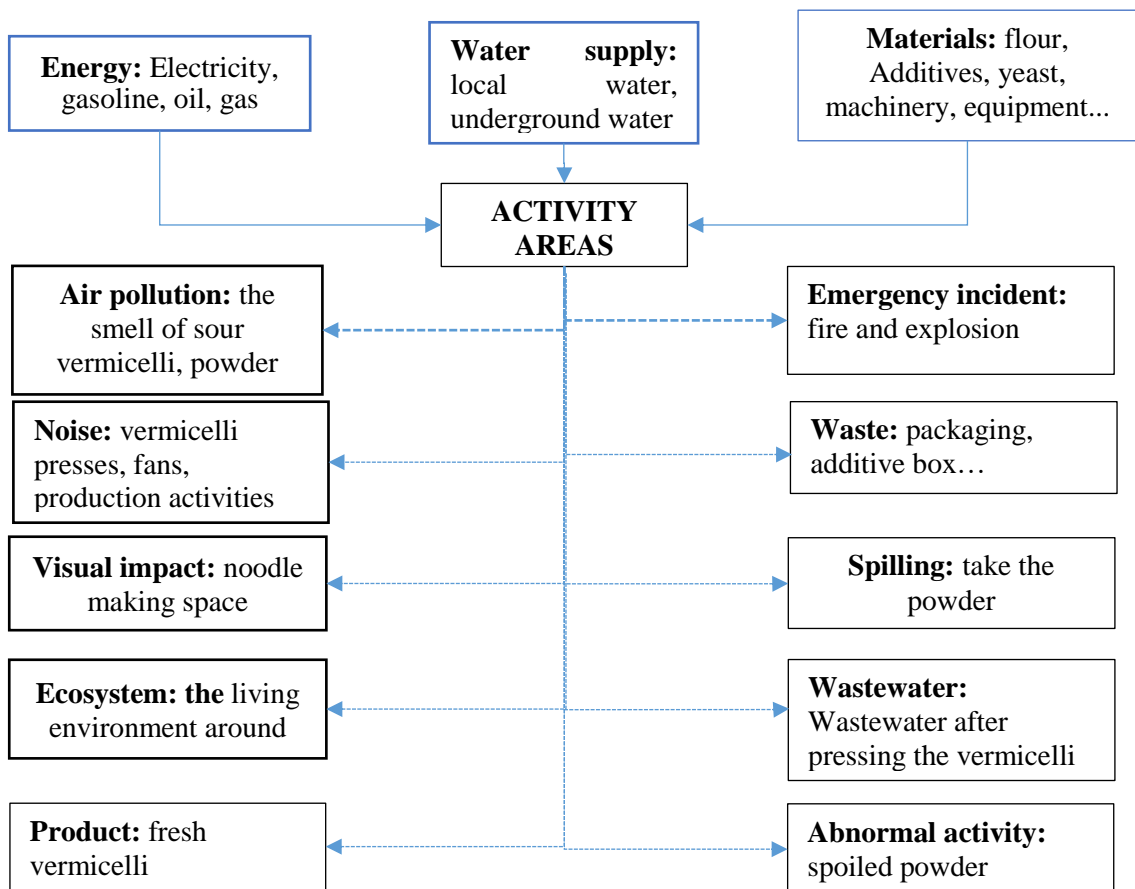 Energy: Electricity,
gasoline, oil, gas
Water supply:
local water,
underground water
Materials: flour,
Additives, yeast,
machinery, equipment...
ACTIVITY
AREAS
Air pollution: the
smell of sour
vermicelli, powder
Emergency incident:
fire and explosion
Noise: vermicelli
presses, fans,
production activities
Waste: packaging,
additive box…
Visual impact: noodle
making space
Spilling: take the
powder
Ecosystem: the living
environment around
Wastewater:
Wastewater after
pressing the vermicelli
Product: fresh
vermicelli
Abnormal activity:
spoiled powder